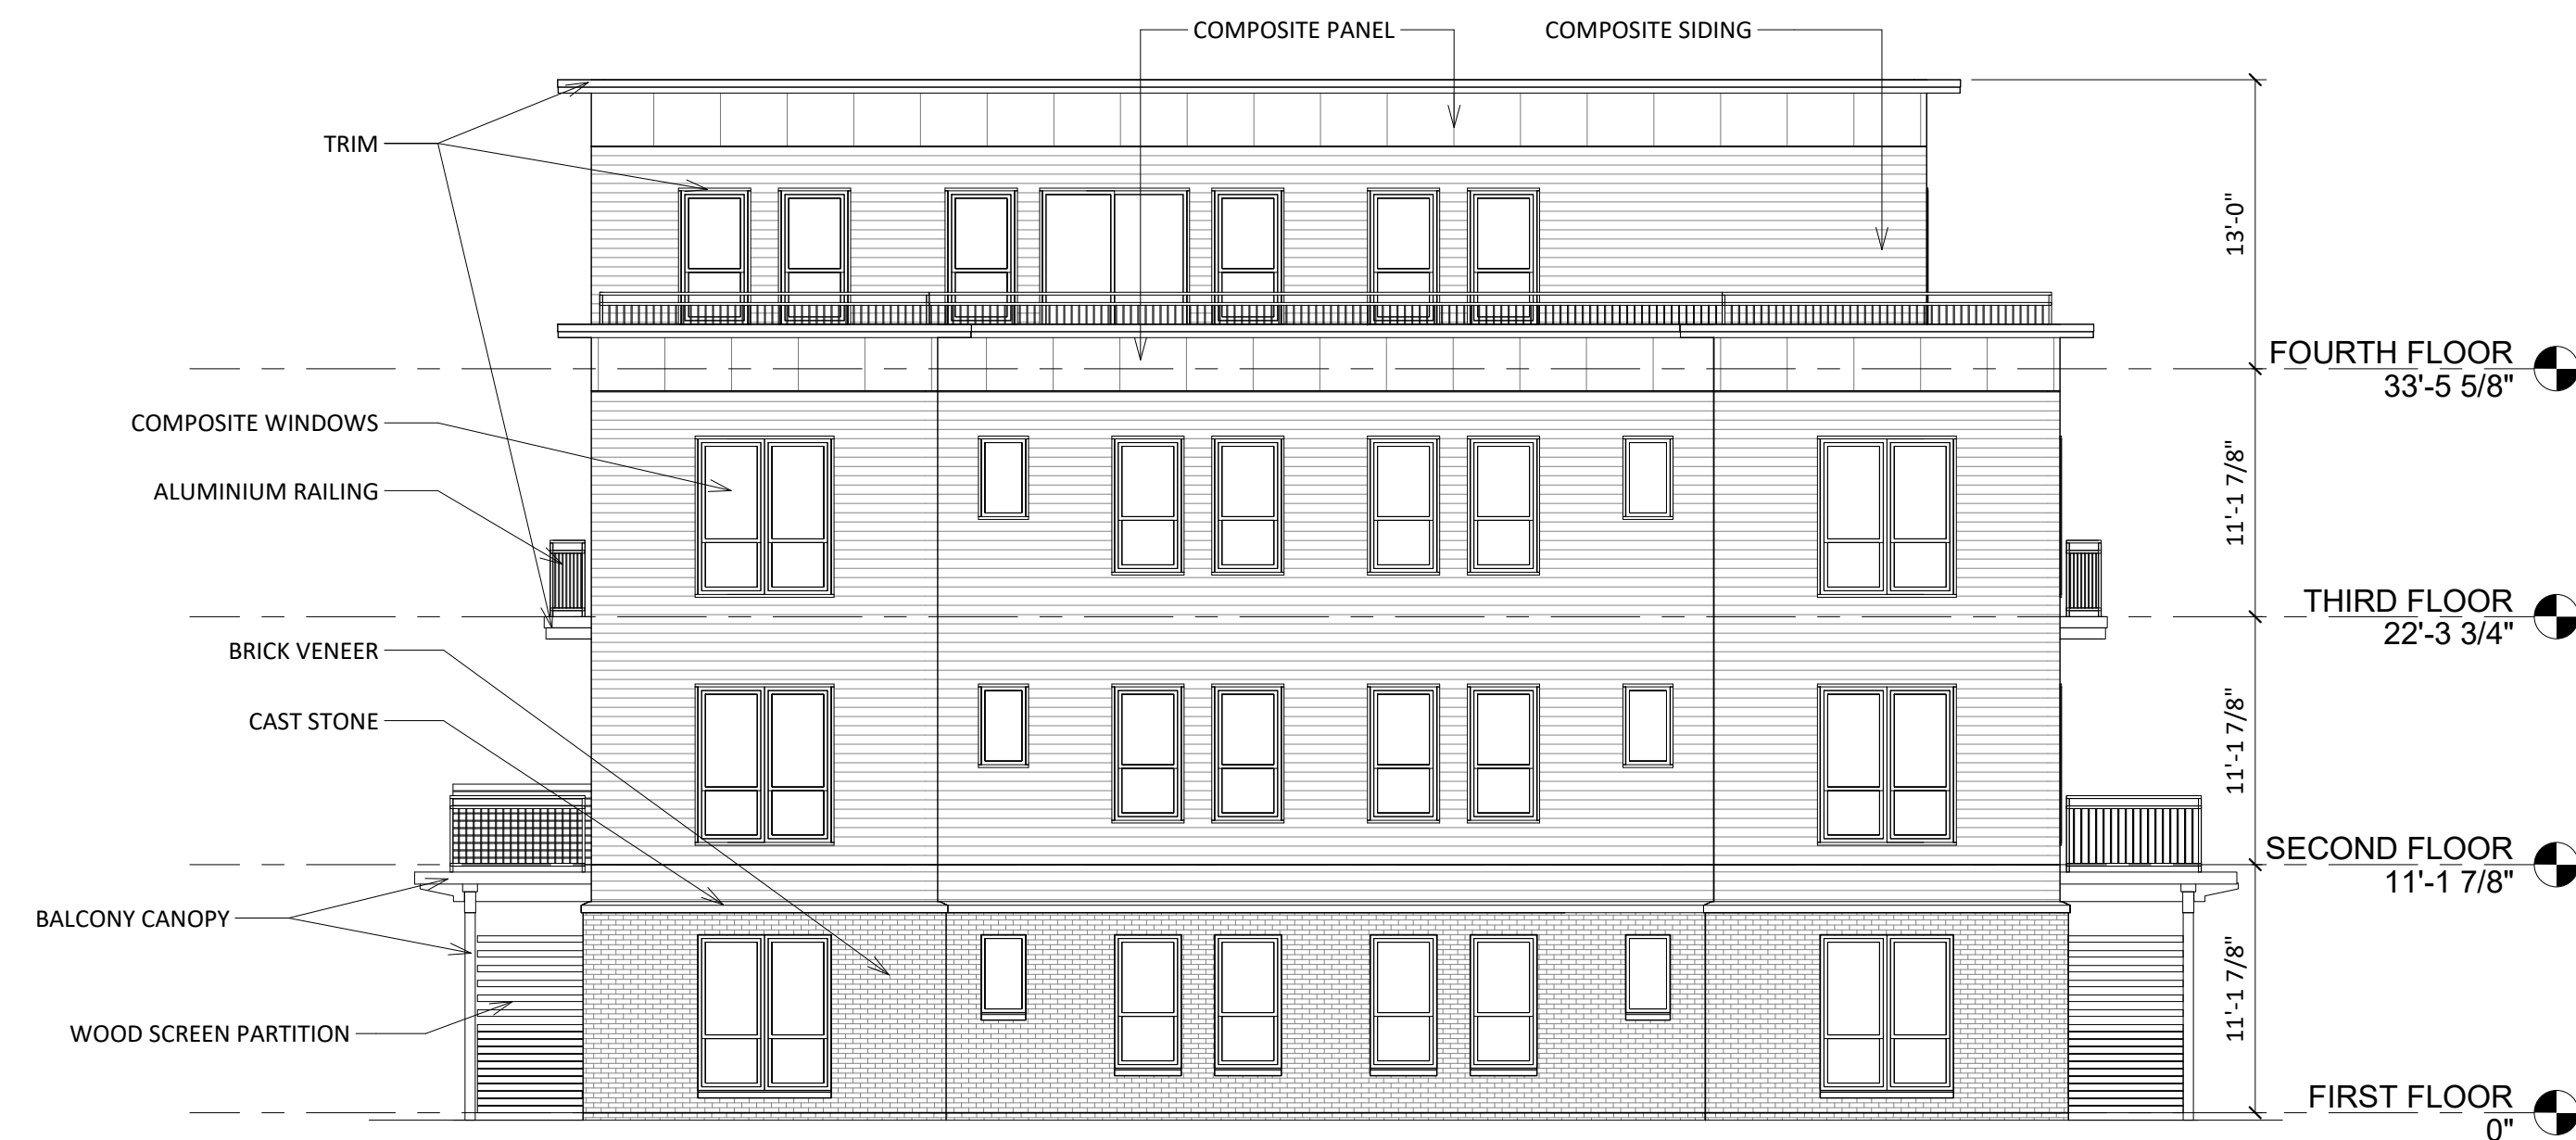 COMPOSITE PANEL
COMPOSITE SIDING
TRIM
COMPOSITE WINDOWS
ALUMINIUM RAILING
BRICK VENEER
CAST STONE
BALCONY CANOPY
WOOD SCREEN PARTITION
13'-0"
FOURTH FLOOR
33'-5 5/8"
11'-1 7/8"
THIRD FLOOR
22'-3 3/4"
11'-1 7/8"
SECOND FLOOR
11'-1 7/8"
11'-1 7/8"
FIRST FLOOR
0"